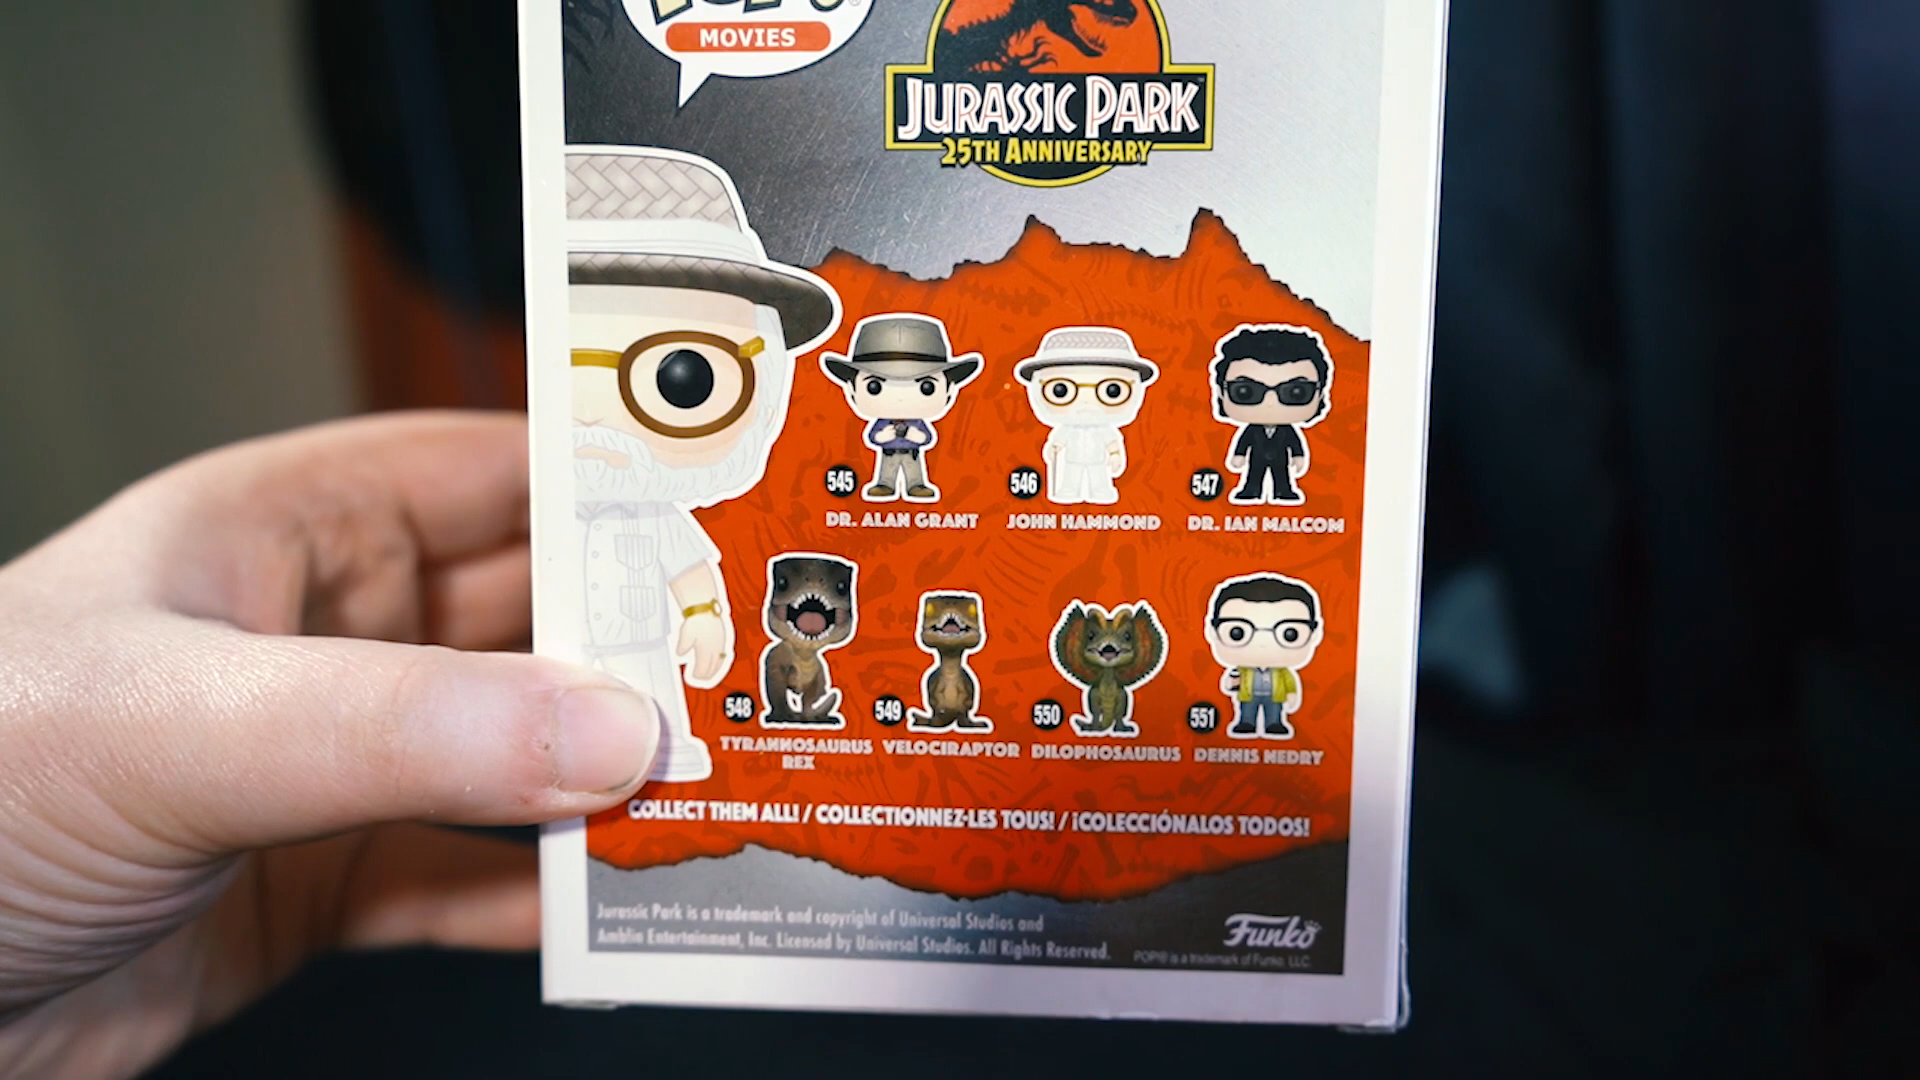 MOVIES
JURASSIC PARK
25TH ANNIVERSARY
545
546
547
DR. ALAN GRANT
JOHN HAMMOND
DR. IAN MALCOM
548
549
550
551
TYRANNOSAURUS REX
VELOCIRAPTOR
DILOPHOSAURUS
DENNIS NEDRY
COLLECT THEM ALL! / COLLECTIONNEZ-LES TOUS! / ¡COLECCIÓNALOS TODOS!
Jurassic Park is a trademark and copyright of Universal Studios and
Amblin Entertainment, Inc. Licensed by Universal Studios. All Rights Reserved.
Funko
POP!® is a trademark of Funko, LLC.